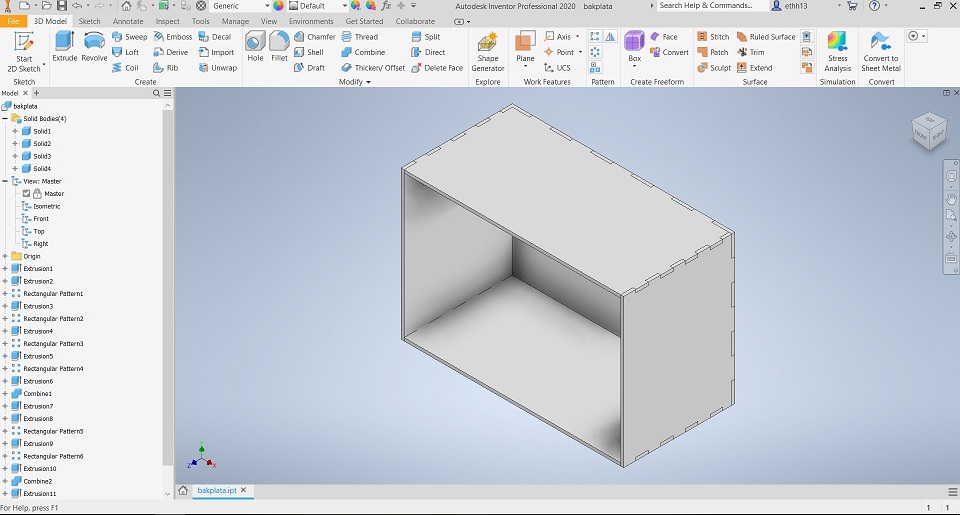 Generic
Default
Autodesk Inventor Professional 2020 bakplata
Search Help & Commands...
ethh13
File
3D Model
Sketch
Annotate
Inspect
Tools
Manage
View
Environments
Get Started
Collaborate
Start
2D Sketch
Extrude
Revolve
Sweep
Emboss
Decal
Loft
Derive
Import
Coil
Rib
Unwrap
Hole
Fillet
Chamfer
Thread
Split
Shell
Combine
Direct
Draft
Thicken/ Offset
Delete Face
Shape
Generator
Plane
Axis
Point
UCS
Box
Face
Convert
Stitch
Ruled Surface
Patch
Trim
Sculpt
Extend
Stress
Analysis
Convert to
Sheet Metal
Sketch
Create
Modify
Explore
Work Features
Pattern
Create Freeform
Surface
Simulation
Convert
Model
bakplata
Solid Bodies(4)
Solid1
Solid2
Solid3
Solid4
View: Master
Master
Isometric
Front
Top
Right
Origin
Extrusion1
Extrusion2
Rectangular Pattern1
Extrusion3
Rectangular Pattern2
Extrusion4
Rectangular Pattern3
Extrusion5
Rectangular Pattern4
Extrusion6
Combine1
Extrusion7
Extrusion8
Rectangular Pattern5
Extrusion9
Rectangular Pattern6
Extrusion10
Combine2
Extrusion11
bakplata.ipt
For Help, press F1
1 1